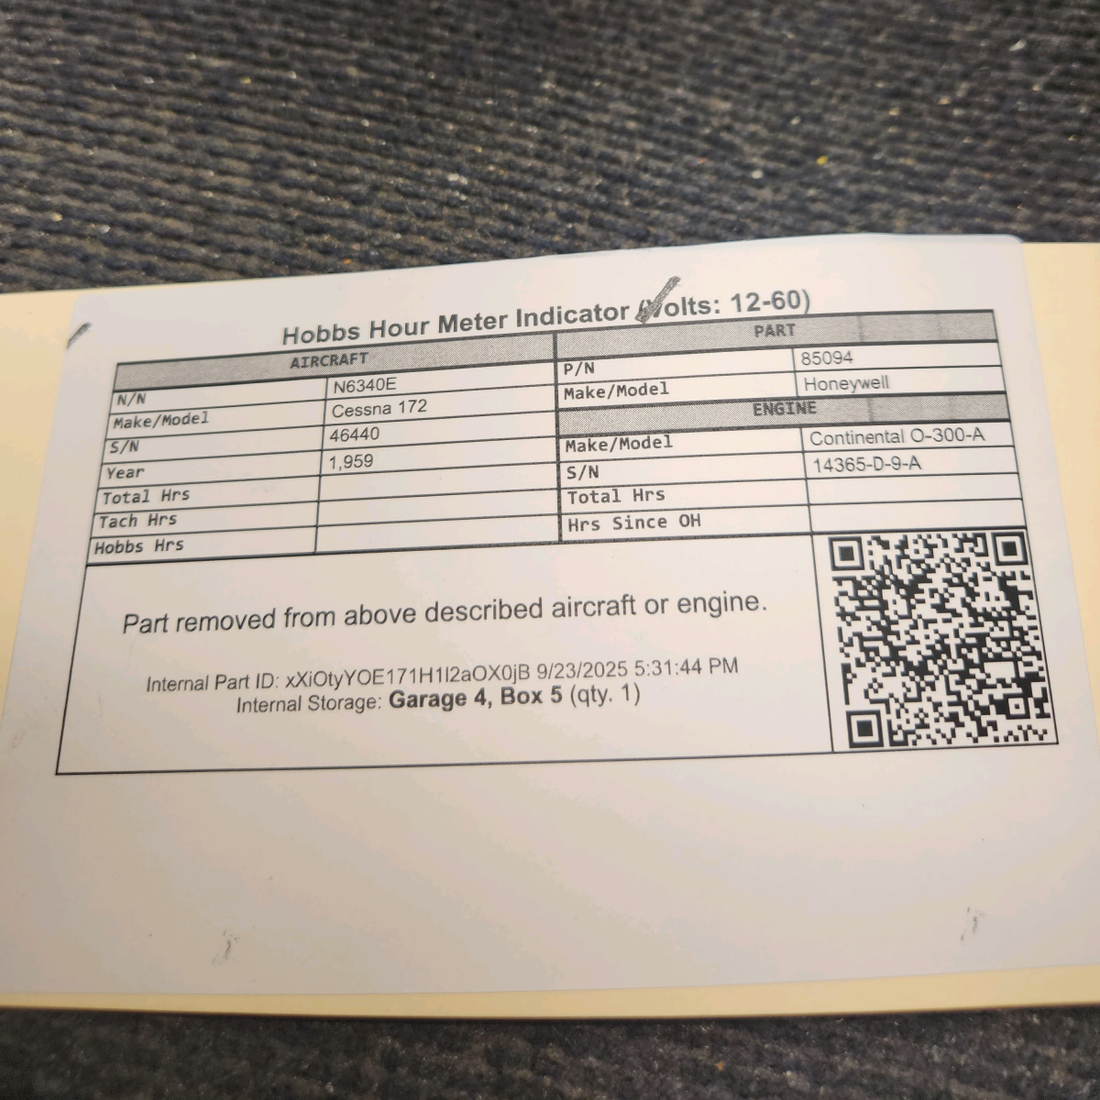 Hobbs Hour Meter Indicator (Volts: 12-60)
AIRCRAFT
N/N N6340E
Make/Model Cessna 172
S/N 46440
Year 1,959
Total Hrs
Tach Hrs
Hobbs Hrs
PART
P/N 85094
Make/Model Honeywell
ENGINE
Make/Model Continental O-300-A
S/N 14365-D-9-A
Total Hrs
Hrs Since OH
Part removed from above described aircraft or engine.
Internal Part ID: xXiOtyYOE171H1I2aOX0jB 9/23/2025 5:31:44 PM
Internal Storage: Garage 4, Box 5 (qty. 1)